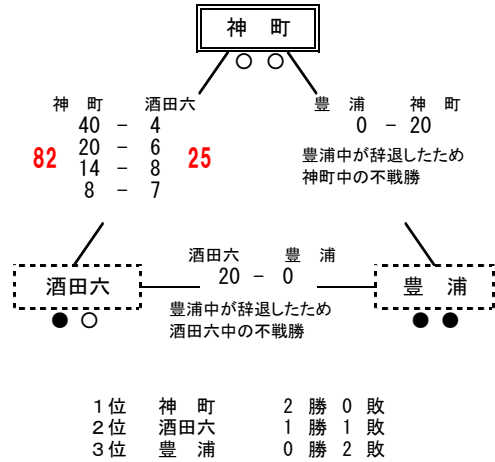 神 町
○ ○
神 町 酒田六
40 - 4
82 20 - 6 25
14 - 8
8 - 7
豊 浦 神 町
0 - 20
豊浦中が辞退したため
神町中の不戦勝
酒田六 豊 浦
20 - 0
豊浦中が辞退したため
酒田六中の不戦勝
酒田六
● ○
豊 浦
● ●
1位 神 町 2 勝 0 敗
2位 酒田六 1 勝 1 敗
3位 豊 浦 0 勝 2 敗